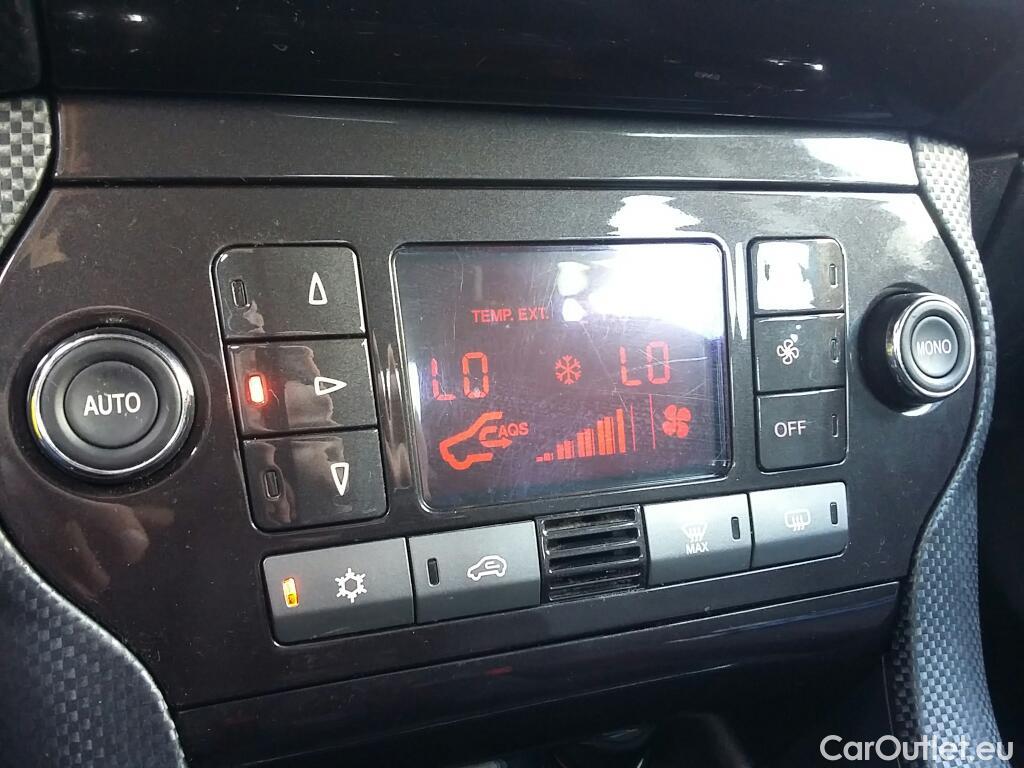 TEMP. EXT.
LO LO
AUTO
MONO
AQS
OFF
MAX
CarOutlet.eu